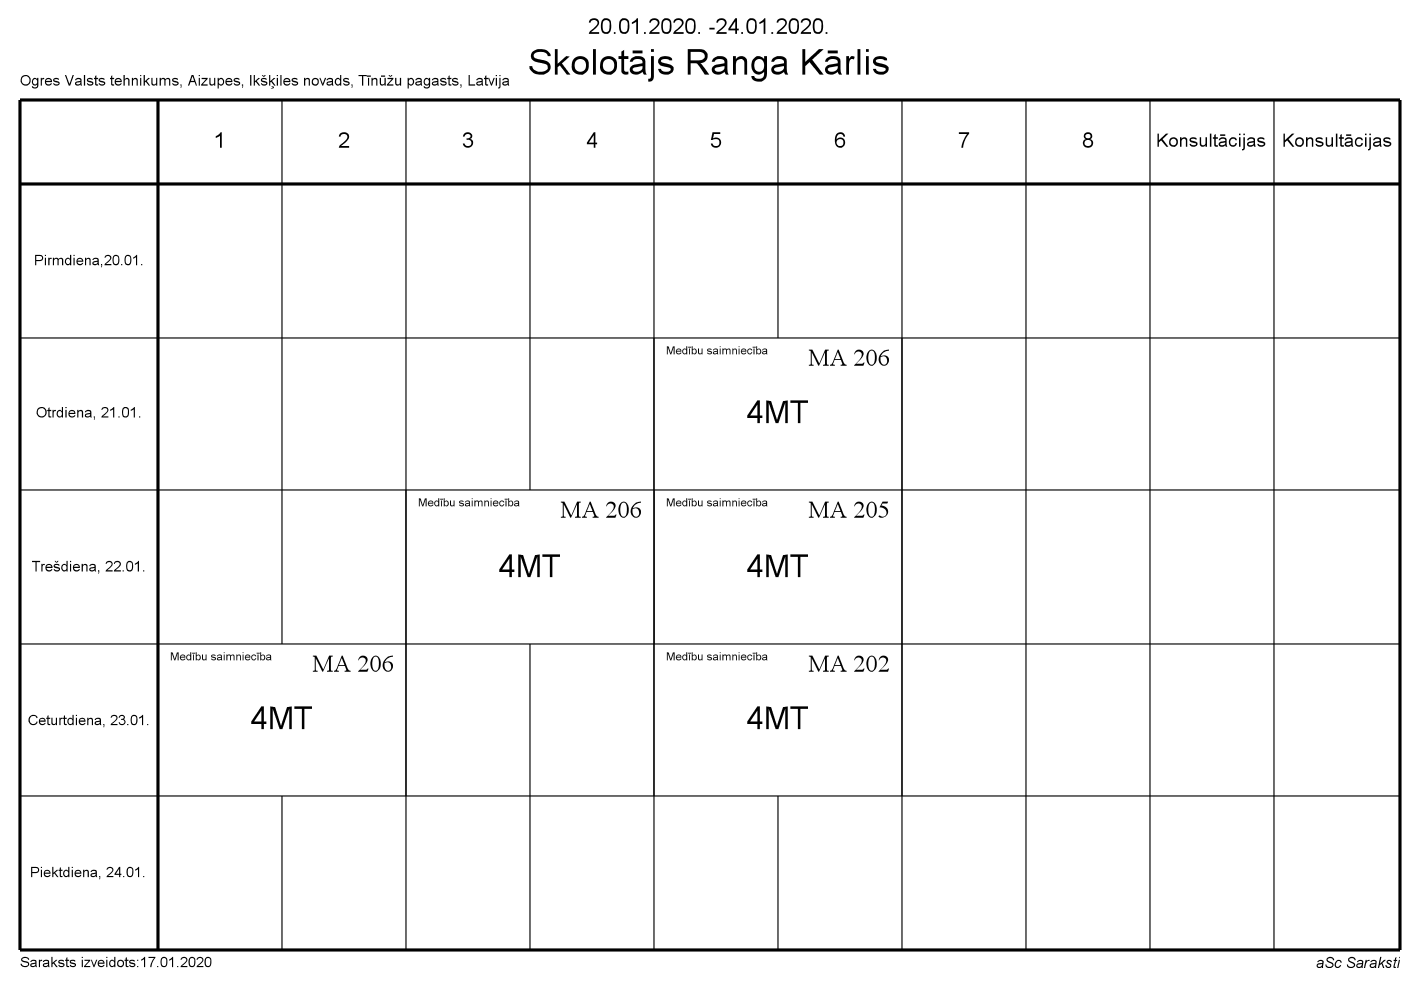 20.01.2020. -24.01.2020.
Skolotājs Ranga Kārlis
Ogres Valsts tehnikums, Aizupes, Ikšķiles novads, Tīnūžu pagasts, Latvija
1 2 3 4 5 6 7 8 Konsultācijas Konsultācijas
Pirmdiena,20.01.
Medību saimniecība MA 206
Otrdiena, 21.01. 4MT
Medību saimniecība MA 206 Medību saimniecība MA 205
Trešdiena, 22.01. 4MT 4MT
Medību saimniecība MA 206 Medību saimniecība MA 202
Ceturtdiena, 23.01. 4MT 4MT
Piektdiena, 24.01.
Saraksts izveidots:17.01.2020 aSc Saraksti